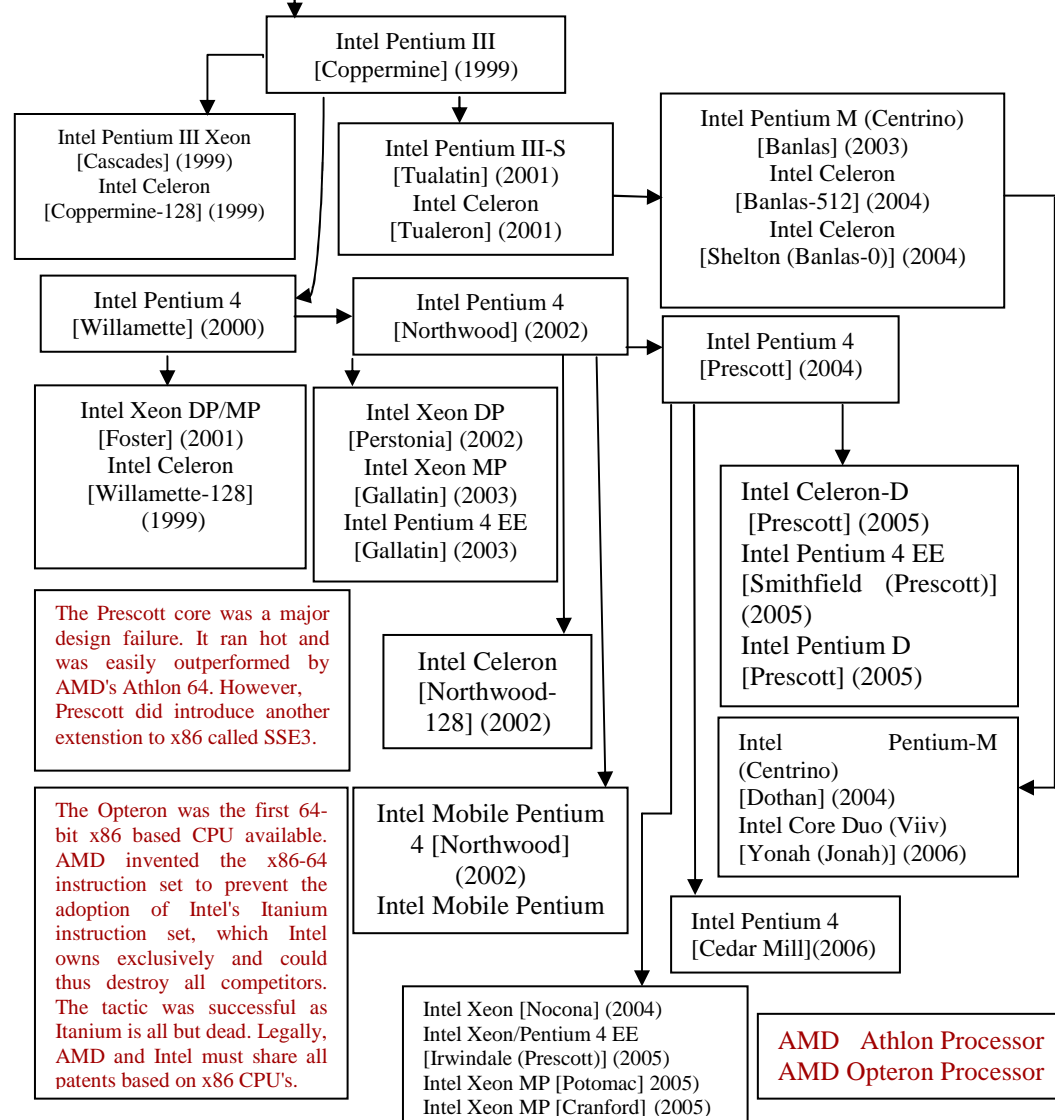 Intel Pentium III
[Coppermine] (1999)
Intel Pentium III Xeon
[Cascades] (1999)
Intel Celeron
[Coppermine-128] (1999)
Intel Pentium III-S
[Tualatin] (2001)
Intel Celeron
[Tualeron] (2001)
Intel Pentium M (Centrino)
[Banlas] (2003)
Intel Celeron
[Banlas-512] (2004)
Intel Celeron
[Shelton (Banlas-0)] (2004)
Intel Pentium 4
[Willamette] (2000)
Intel Pentium 4
[Northwood] (2002)
Intel Pentium 4
[Prescott] (2004)
Intel Xeon DP/MP
[Foster] (2001)
Intel Celeron
[Willamette-128]
(1999)
Intel Xeon DP
[Perstonia] (2002)
Intel Xeon MP
[Gallatin] (2003)
Intel Pentium 4 EE
[Gallatin] (2003)
Intel Celeron-D
[Prescott] (2005)
Intel Pentium 4 EE
[Smithfield (Prescott)]
(2005)
Intel Pentium D
[Prescott] (2005)
The Prescott core was a major
design failure. It ran hot and
was easily outperformed by
AMD's Athlon 64. However,
Prescott did introduce another
extenstion to x86 called SSE3.
Intel Celeron
[Northwood-
128] (2002)
Intel Pentium-M
(Centrino)
[Dothan] (2004)
Intel Core Duo (Viiv)
[Yonah (Jonah)] (2006)
The Opteron was the first 64-
bit x86 based CPU available.
AMD invented the x86-64
instruction set to prevent the
adoption of Intel's Itanium
instruction set, which Intel
owns exclusively and could
thus destroy all competitors.
The tactic was successful as
Itanium is all but dead. Legally,
AMD and Intel must share all
patents based on x86 CPU's.
Intel Mobile Pentium
4 [Northwood]
(2002)
Intel Mobile Pentium
Intel Pentium 4
[Cedar Mill](2006)
Intel Xeon [Nocona] (2004)
Intel Xeon/Pentium 4 EE
[Irwindale (Prescott)] (2005)
Intel Xeon MP [Potomac] 2005)
Intel Xeon MP [Cranford] (2005)
AMD Athlon Processor
AMD Opteron Processor